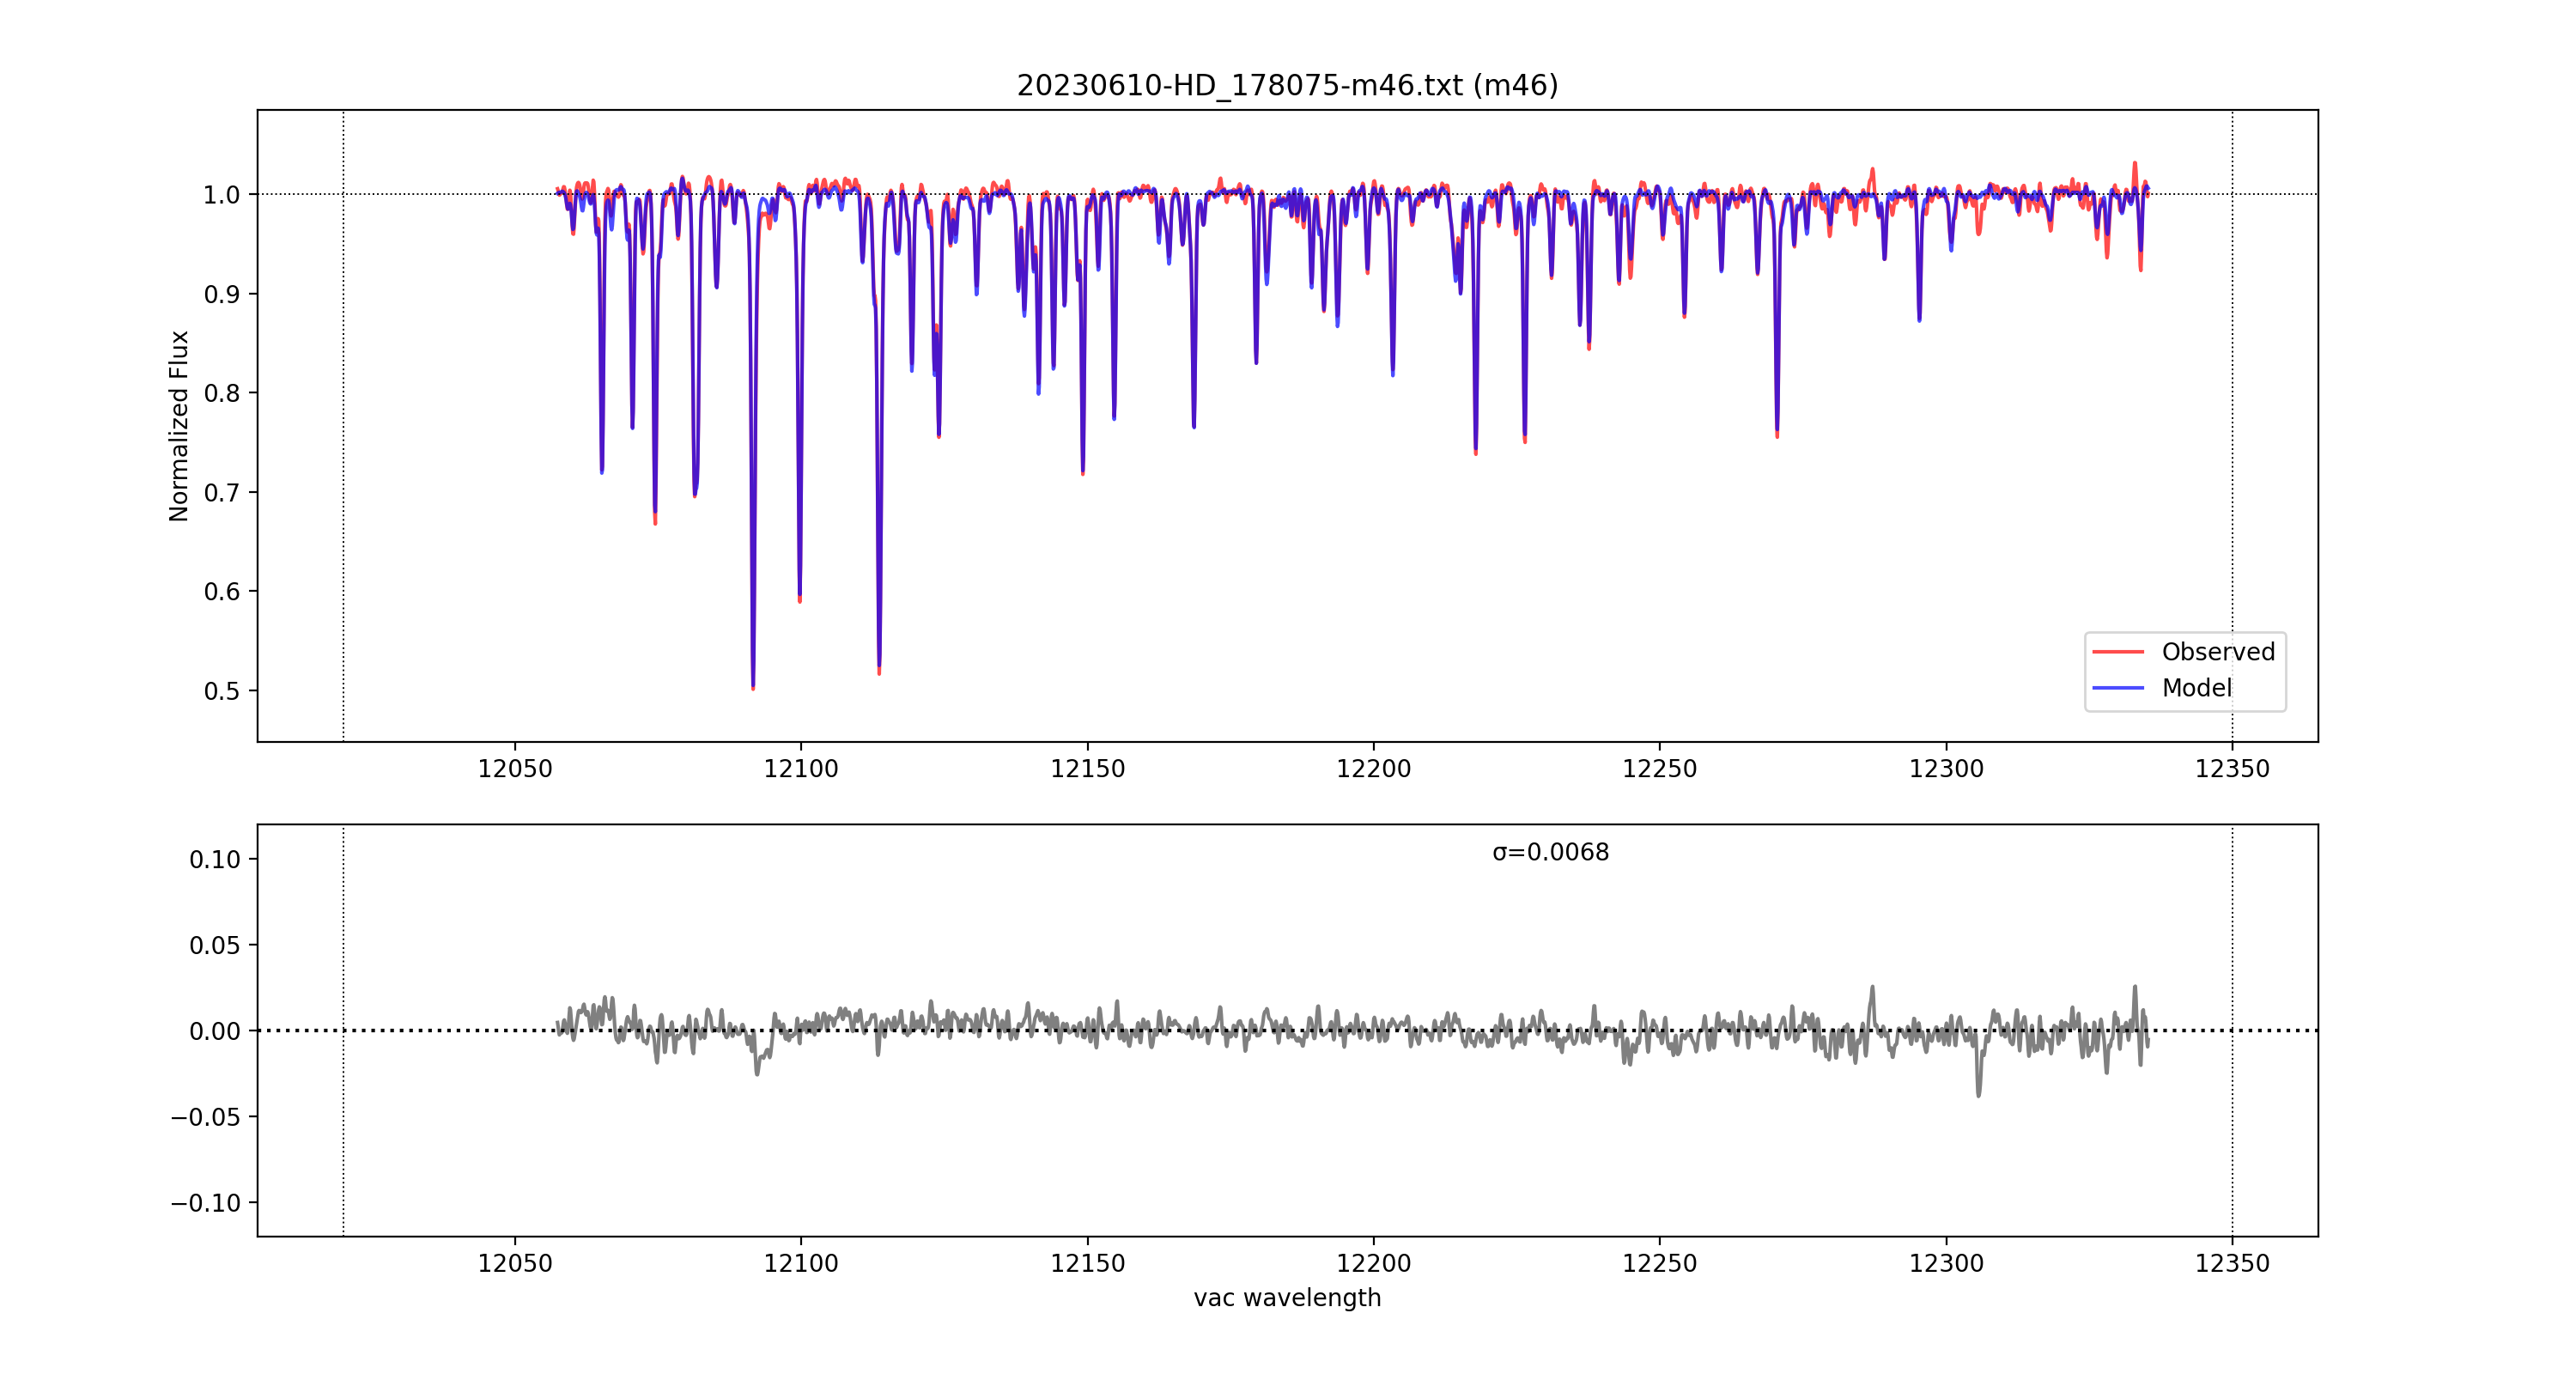 20230610-HD_178075-m46.txt (m46)
Normalized Flux
1.0
0.9
0.8
0.7
0.6
0.5
Observed
Model
12050 12100 12150 12200 12250 12300 12350
σ=0.0068
0.10
0.05
0.00
−0.05
−0.10
12050 12100 12150 12200 12250 12300 12350
vac wavelength